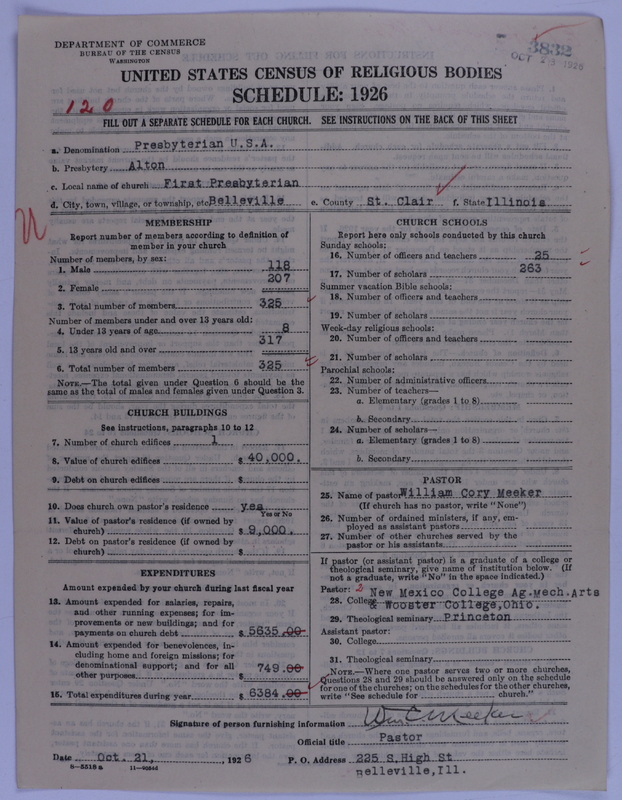 DEPARTMENT OF COMMERCE
BUREAU OF THE CENSUS
WASHINGTON
3832
OCT 23 1926
UNITED STATES CENSUS OF RELIGIOUS BODIES
SCHEDULE: 1926
120
FILL OUT A SEPARATE SCHEDULE FOR EACH CHURCH. SEE INSTRUCTIONS ON THE BACK OF THIS SHEET
a. Denomination Presbyterian U.S.A.
b. Presbytery Alton
c. Local name of church First Presbyterian
d. City, town, village, or township, etc. Belleville e. County St. Clair f. State Illinois
MEMBERSHIP
Report number of members according to definition of
member in your church
Number of members, by sex:
1. Male 118
2. Female 207
3. Total number of members 325
Number of members under and over 13 years old:
4. Under 13 years of age 8
5. 13 years old and over 317
6. Total number of members 325
NOTE.—The total given under Question 6 should be the
same as the total of males and females given under Question 3.
CHURCH BUILDINGS
See instructions, paragraphs 10 to 12
7. Number of church edifices 1
8. Value of church edifices $ 40,000.
9. Debt on church edifices $
10. Does church own pastor's residence yes
Yes or No
11. Value of pastor's residence (if owned by
church) $ 9,000.
12. Debt on pastor's residence (if owned by
church) $
EXPENDITURES
Amount expended by your church during last fiscal year
13. Amount expended for salaries, repairs,
and other running expenses; for im-
provements or new buildings; and for
payments on church debt $ 5635.00
14. Amount expended for benevolences, in-
cluding home and foreign missions; for
denominational support; and for all
other purposes $ 749.00
15. Total expenditures during year $ 6384.00
CHURCH SCHOOLS
Report here only schools conducted by this church
Sunday schools:
16. Number of officers and teachers 25
17. Number of scholars 263
Summer vacation Bible schools:
18. Number of officers and teachers
19. Number of scholars
Week-day religious schools:
20. Number of officers and teachers
21. Number of scholars
Parochial schools:
22. Number of administrative officers
23. Number of teachers—
a. Elementary (grades 1 to 8)
b. Secondary
24. Number of scholars—
a. Elementary (grades 1 to 8)
b. Secondary
PASTOR
25. Name of pastor William Cory Meeker
(If church has no pastor, write "None")
26. Number of ordained ministers, if any, em-
ployed as assistant pastors
27. Number of other churches served by the
pastor or his assistants
If pastor (or assistant pastor) is a graduate of a college or
theological seminary, give name of institution below. (If
not a graduate, write "No" in the space indicated.)
Pastor: 2 New Mexico College Ag.Mech.Arts
28. College & Wooster College, Ohio.
29. Theological seminary Princeton
Assistant pastor:
30. College
31. Theological seminary
NOTE.—Where one pastor serves two or more churches,
Questions 28 and 29 should be answered only on the schedule
for one of the churches; on the schedules for the other churches,
write "See schedule for church."
Signature of person furnishing information Wm C Meeker
Official title Pastor
Date Oct. 21, 1926 P. O. Address 225 S.High St
8—5518 a 11—9284d Belleville,Ill.